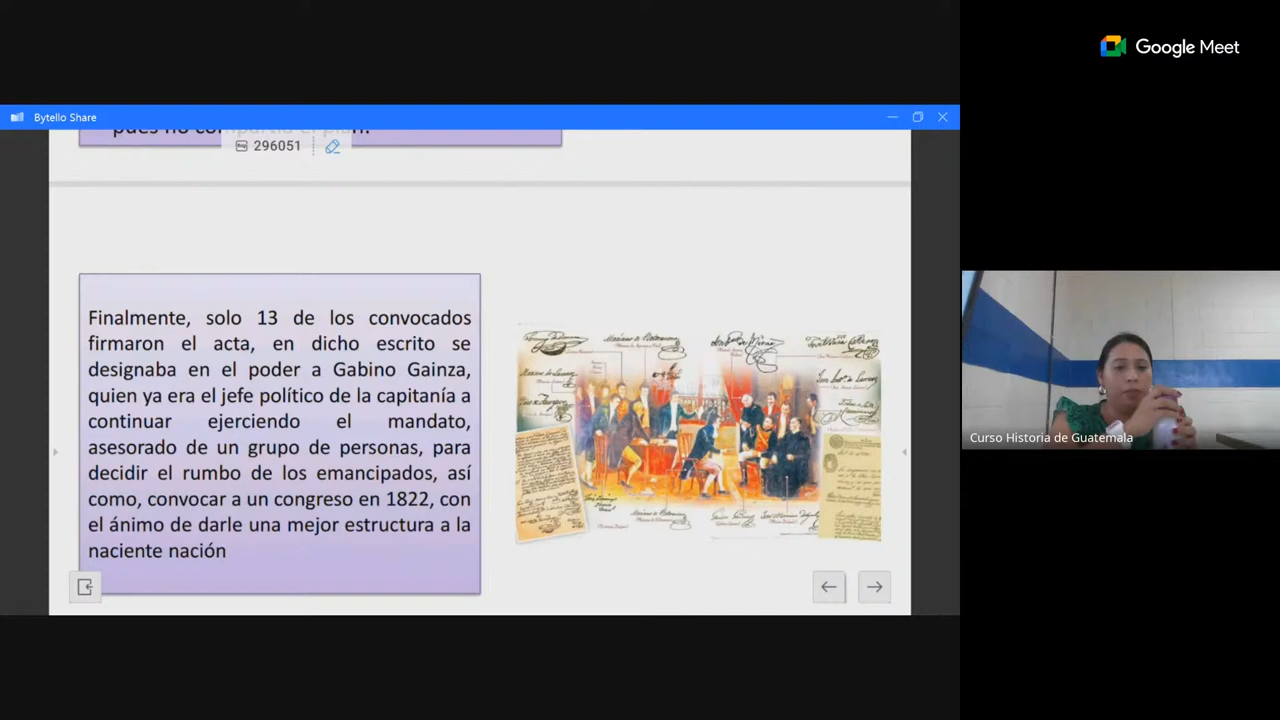 Google Meet
Bytello Share
296051
Finalmente, solo 13 de los convocados
firmaron el acta, en dicho escrito se
designaba en el poder a Gabino Gainza,
quien ya era el jefe político de la capitanía a
continuar ejerciendo el mandato,
asesorado de un grupo de personas, para
decidir el rumbo de los emancipados, así
como, convocar a un congreso en 1822, con
el ánimo de darle una mejor estructura a la
naciente nación
Curso Historia de Guatemala